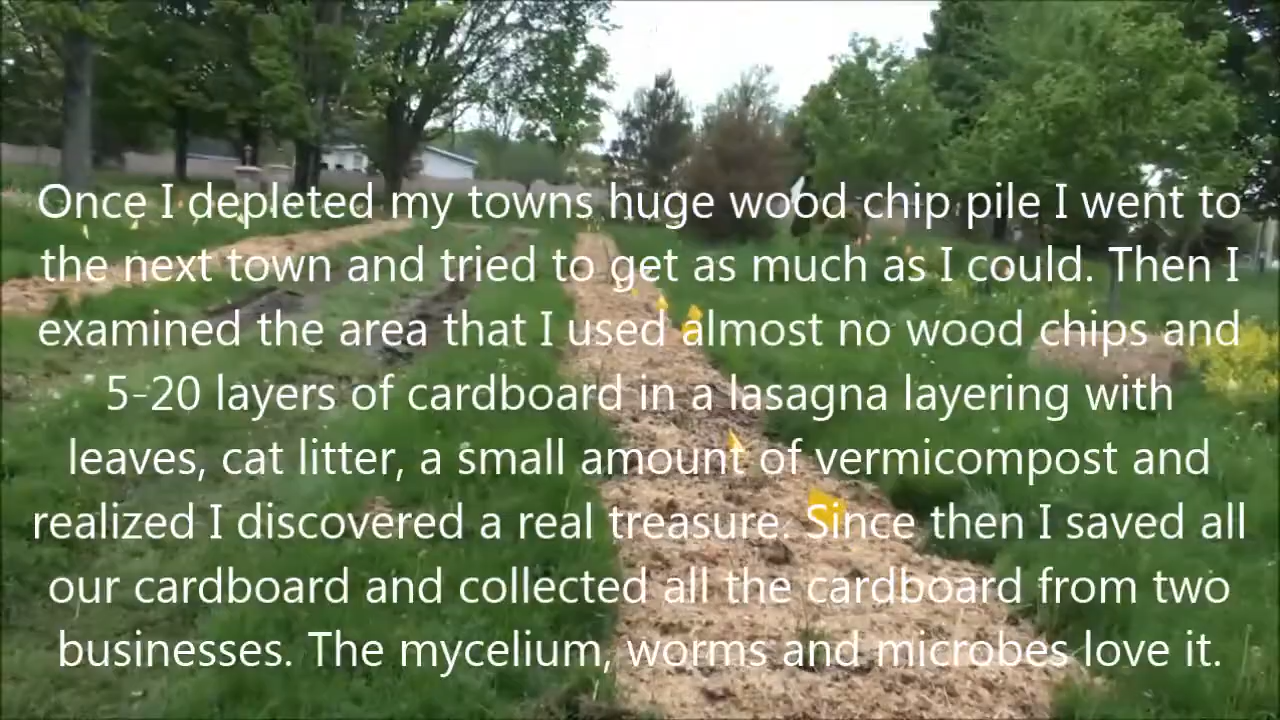 Once I depleted my towns huge wood chip pile I went to
the next town and tried to get as much as I could. Then I
examined the area that I used almost no wood chips and
5-20 layers of cardboard in a lasagna layering with
leaves, cat litter, a small amount of vermicompost and
realized I discovered a real treasure. Since then I saved all
our cardboard and collected all the cardboard from two
businesses. The mycelium, worms and microbes love it.